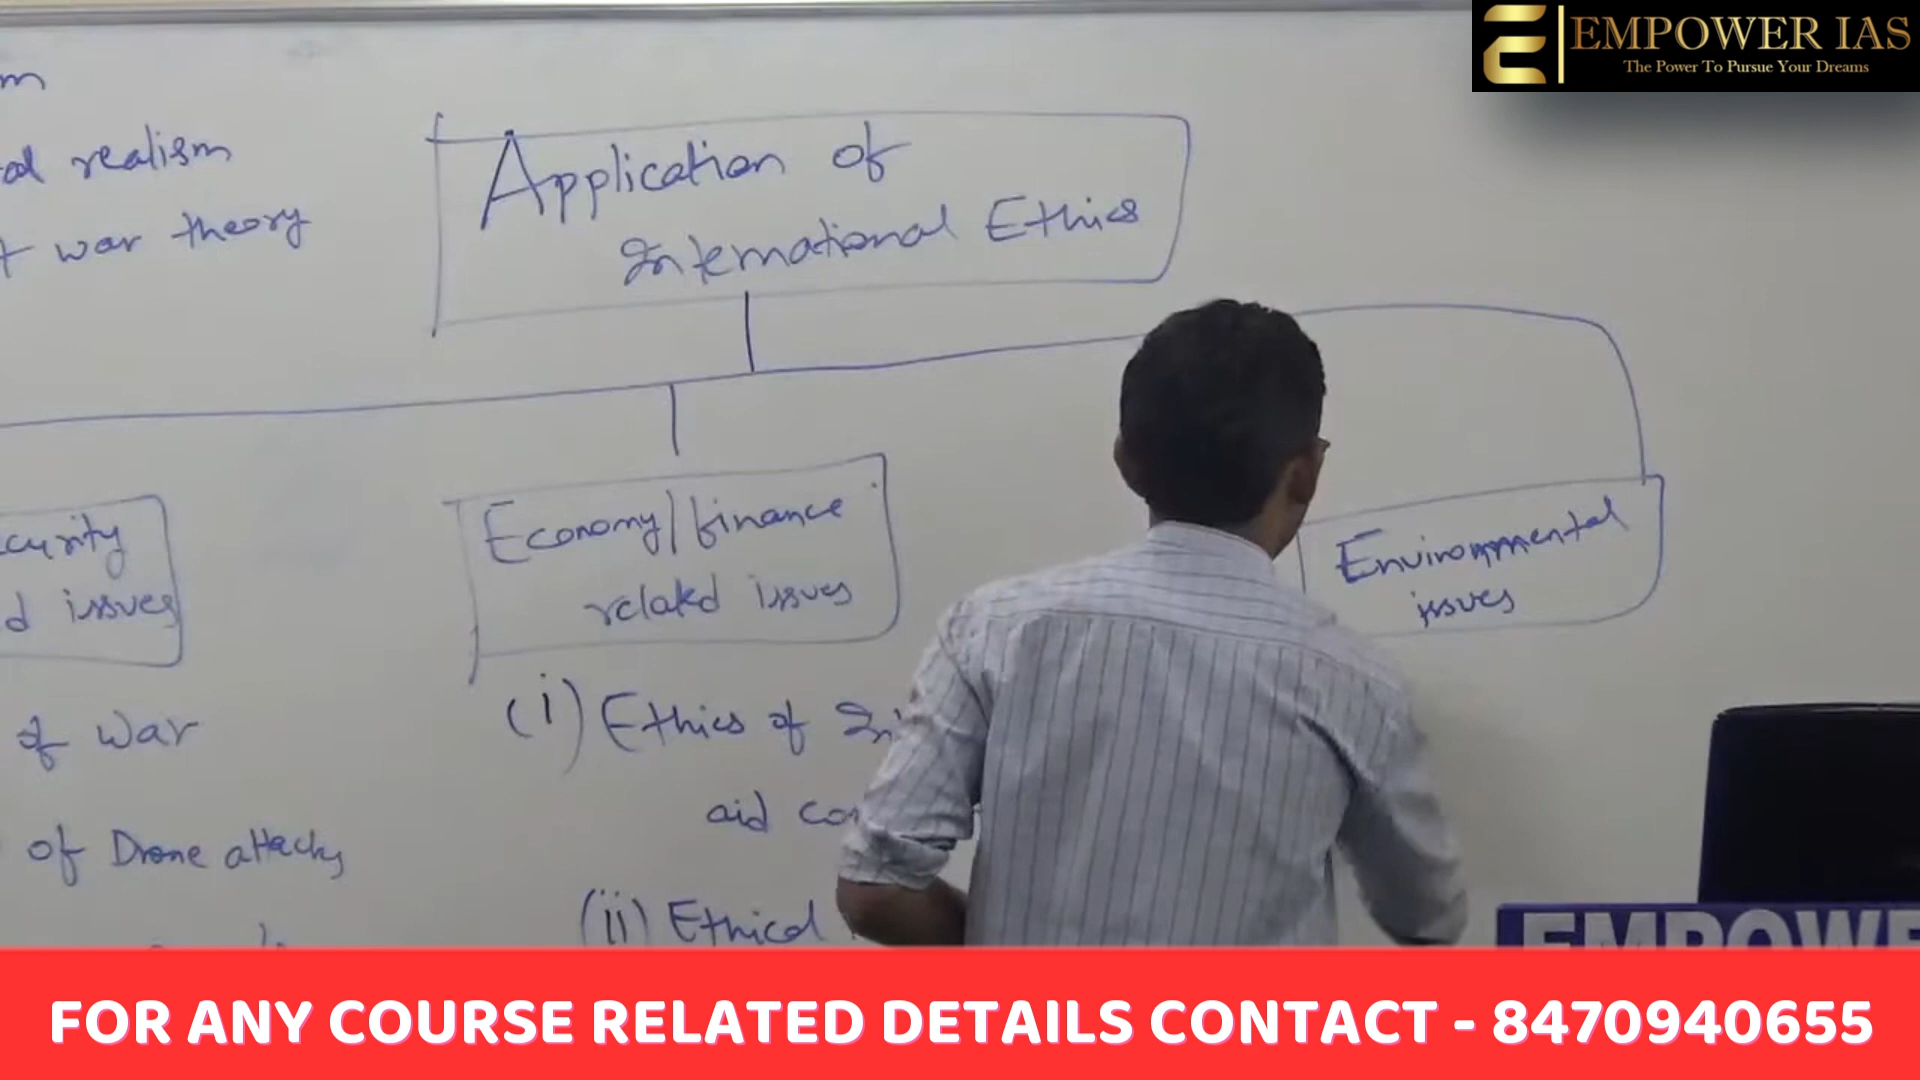 EMPOWER IAS
The Power To Pursue Your Dreams
realism
war theory
Application of
International Ethics
issues
Economy/finance
related issues
Environmental
issues
of War
of Drone attacks
(i) Ethics of
aid
(ii) Ethical
FOR ANY COURSE RELATED DETAILS CONTACT - 8470940655